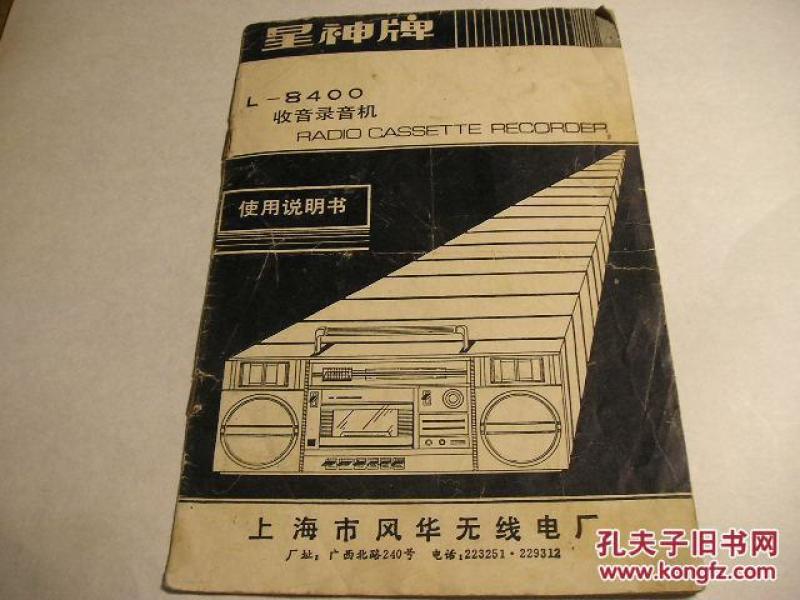 星神牌
L-8400
收音录音机
RADIO CASSETTE RECORDER
使用说明书
上海市风华无线电厂
厂址：广西北路240号 电话：223251·229312
孔夫子旧书网
www.kongfz.com